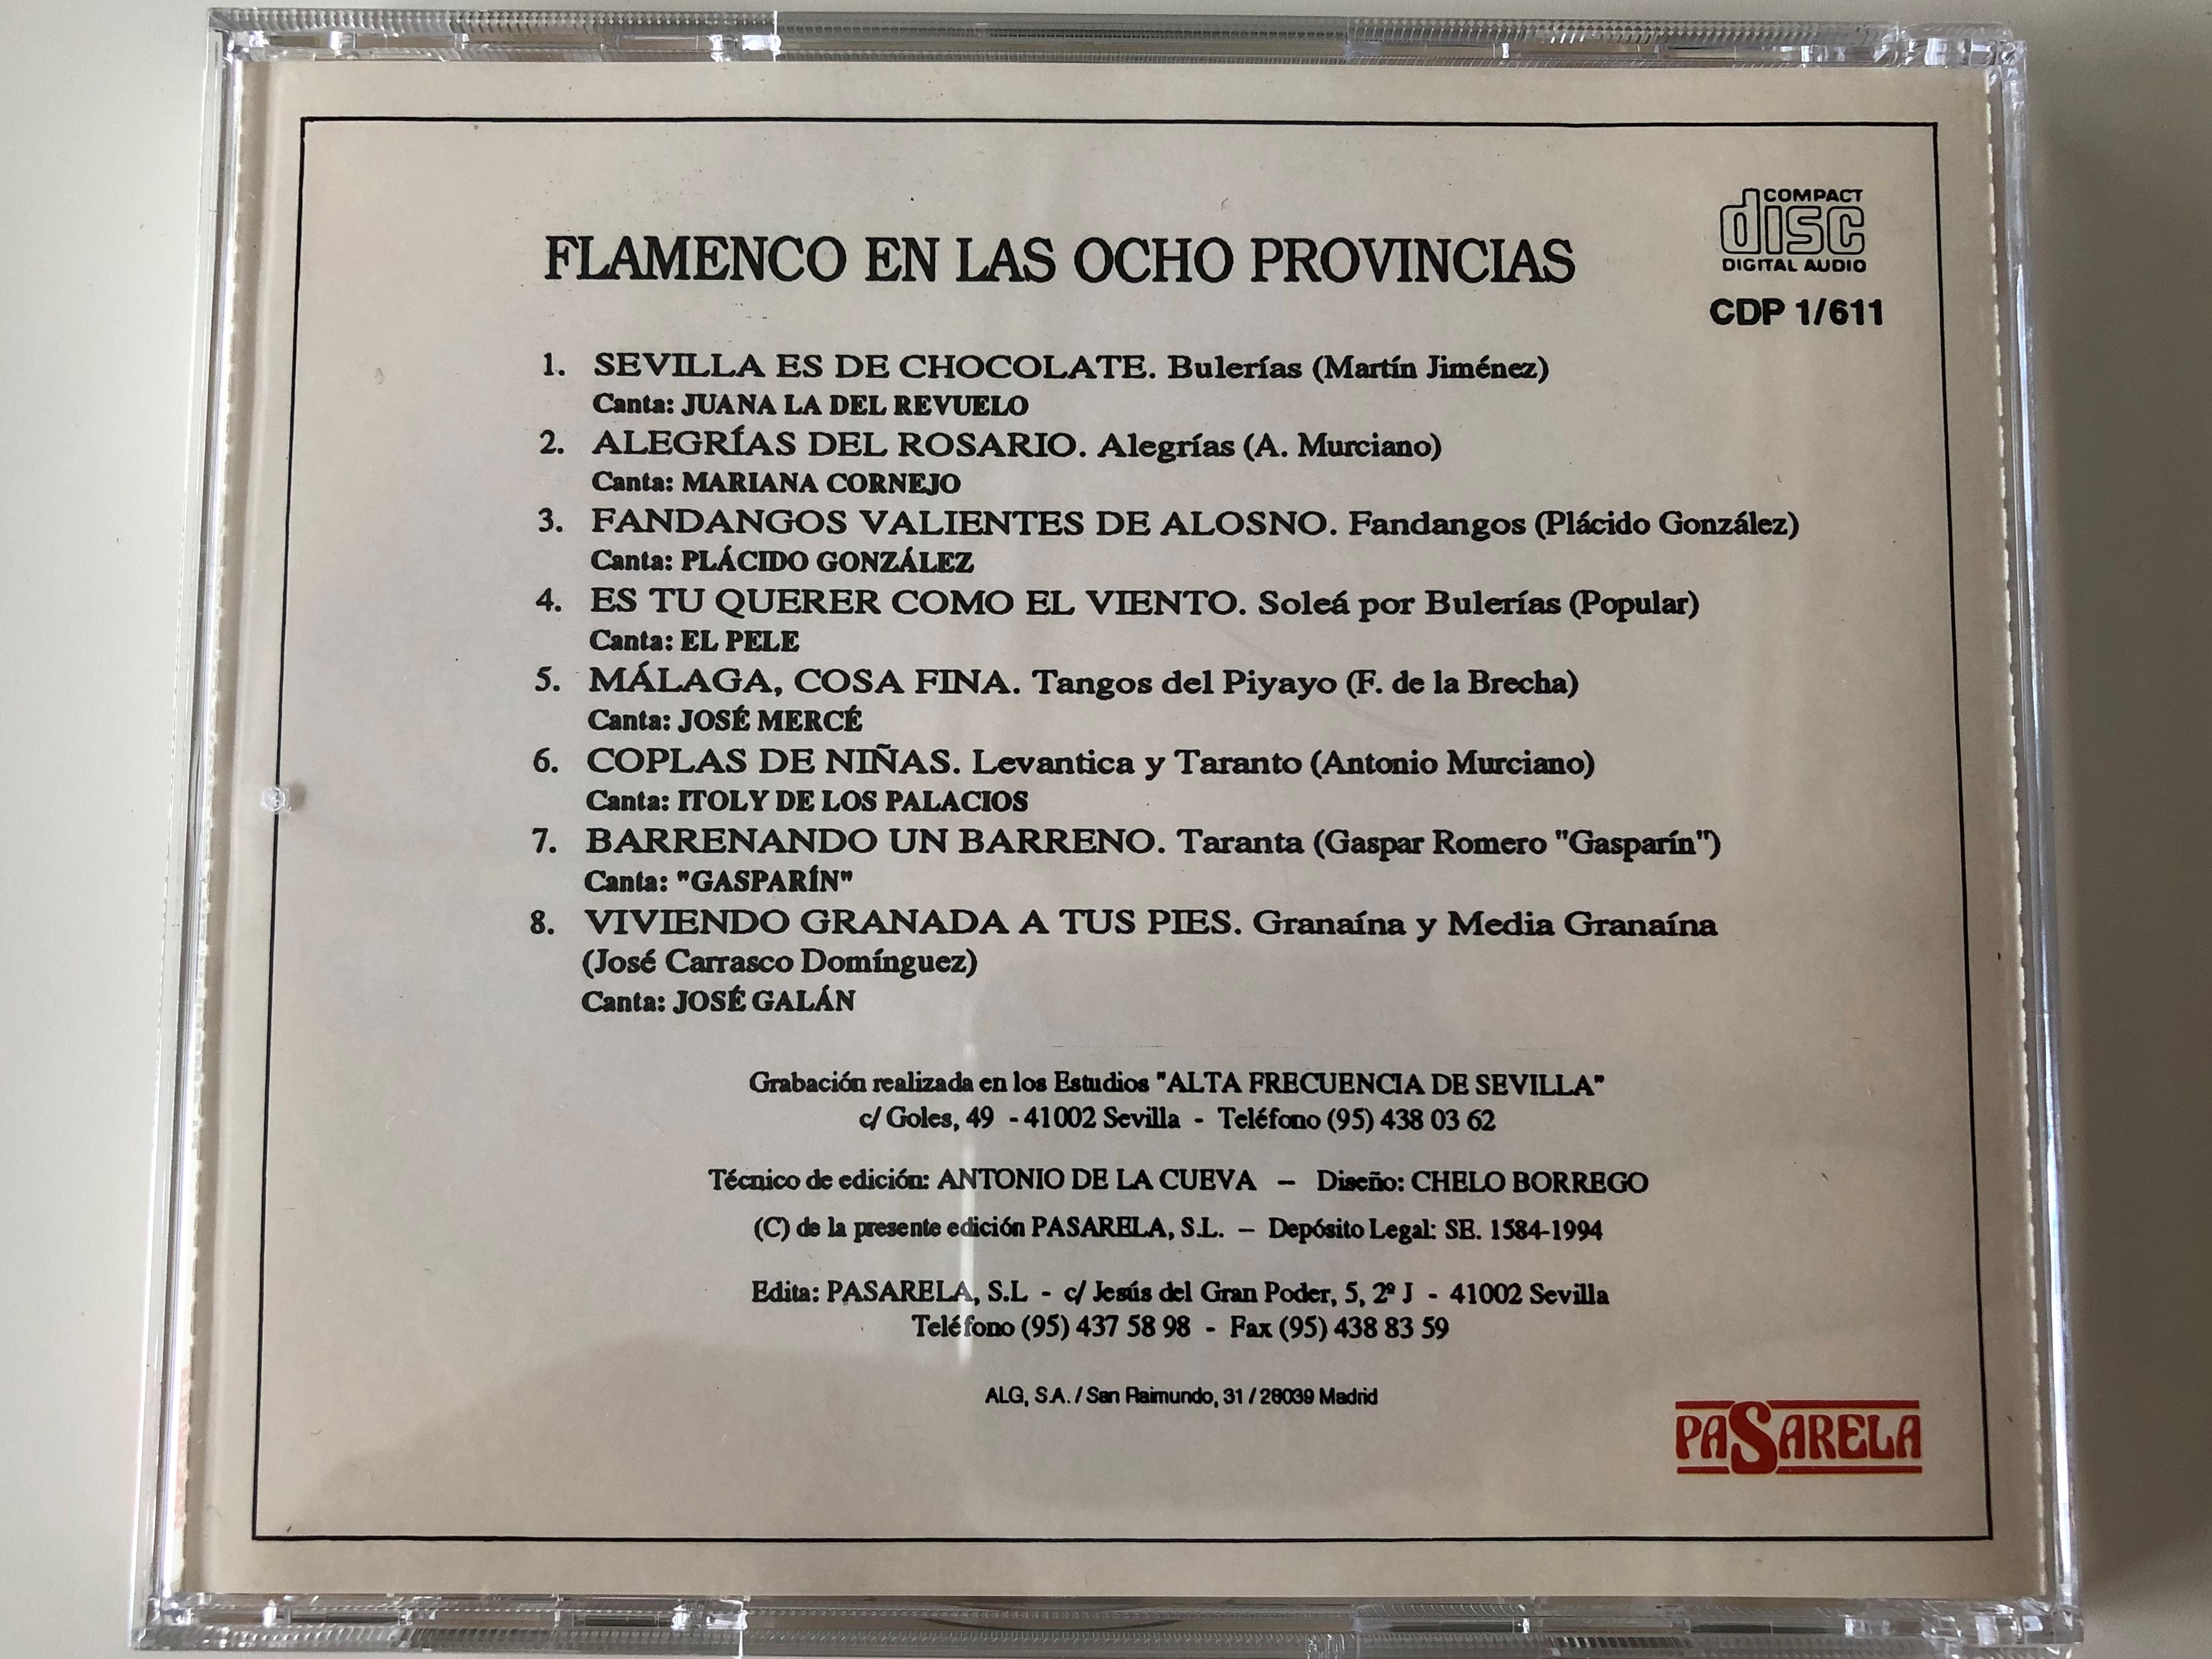 COMPACT
disc
DIGITAL AUDIO
CDP 1/611
FLAMENCO EN LAS OCHO PROVINCIAS
1. SEVILLA ES DE CHOCOLATE. Bulerías (Martín Jiménez)
Canta: JUANA LA DEL REVUELO
2. ALEGRÍAS DEL ROSARIO. Alegrías (A. Murciano)
Canta: MARIANA CORNEJO
3. FANDANGOS VALIENTES DE ALOSNO. Fandangos (Plácido González)
Canta: PLÁCIDO GONZÁLEZ
4. ES TU QUERER COMO EL VIENTO. Soleá por Bulerías (Popular)
Canta: EL PELE
5. MÁLAGA, COSA FINA. Tangos del Piyayo (F. de la Brecha)
Canta: JOSÉ MERCÉ
6. COPLAS DE NIÑAS. Levantica y Taranto (Antonio Murciano)
Canta: ITOLY DE LOS PALACIOS
7. BARRENANDO UN BARRENO. Taranta (Gaspar Romero "Gasparín")
Canta: "GASPARÍN"
8. VIVIENDO GRANADA A TUS PIES. Granaína y Media Granaína
(José Carrasco Domínguez)
Canta: JOSÉ GALÁN
Grabación realizada en los Estudios "ALTA FRECUENCIA DE SEVILLA"
c/ Goles, 49 - 41002 Sevilla - Teléfono (95) 438 03 62
Técnico de edición: ANTONIO DE LA CUEVA – Diseño: CHELO BORREGO
(C) de la presente edición PASARELA, S.L. – Depósito Legal: SE. 1584-1994
Edita: PASARELA, S.L - c/ Jesús del Gran Poder, 5, 2º J - 41002 Sevilla
Teléfono (95) 437 58 98 - Fax (95) 438 83 59
ALG, S.A. / San Raimundo, 31 / 28039 Madrid
PASARELA